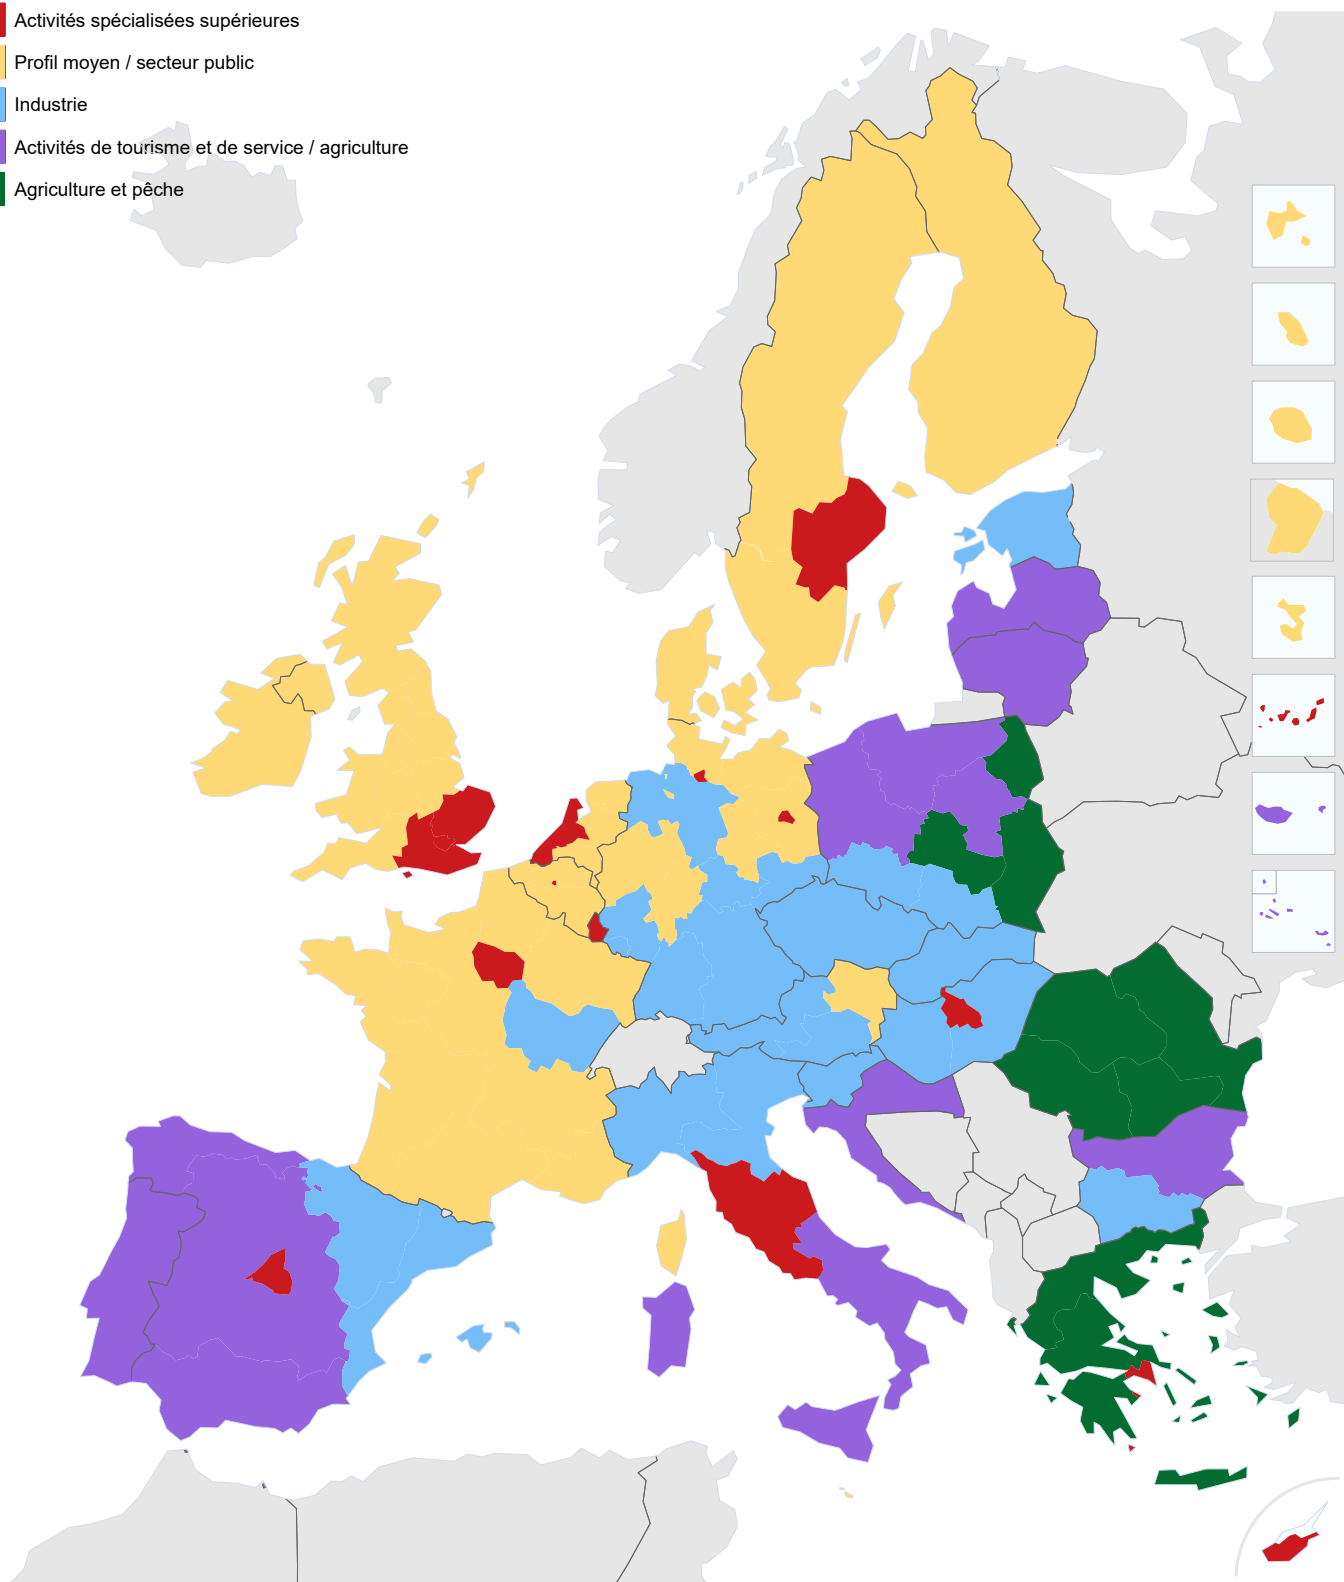 Activités spécialisées supérieures
Profil moyen / secteur public
Industrie
Activités de tourisme et de service / agriculture
Agriculture et pêche